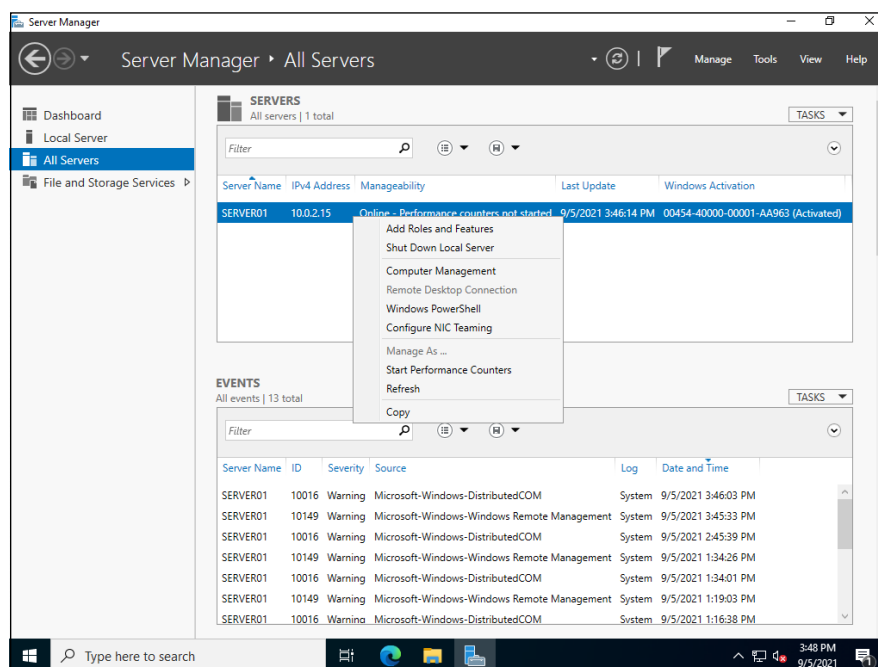 Server Manager
Server Manager ‣ All Servers
Manage Tools View Help
Dashboard
Local Server
All Servers
File and Storage Services
SERVERS
All servers | 1 total
TASKS
Filter
Server Name IPv4 Address Manageability Last Update Windows Activation
SERVER01 10.0.2.15 Online - Performance counters not started 9/5/2021 3:46:14 PM 00454-40000-00001-AA963 (Activated)
Add Roles and Features
Shut Down Local Server
Computer Management
Remote Desktop Connection
Windows PowerShell
Configure NIC Teaming
Manage As ...
Start Performance Counters
Refresh
Copy
EVENTS
All events | 13 total
TASKS
Filter
Server Name ID Severity Source Log Date and Time
SERVER01 10016 Warning Microsoft-Windows-DistributedCOM System 9/5/2021 3:46:03 PM
SERVER01 10149 Warning Microsoft-Windows-Windows Remote Management System 9/5/2021 3:45:33 PM
SERVER01 10016 Warning Microsoft-Windows-DistributedCOM System 9/5/2021 2:45:39 PM
SERVER01 10149 Warning Microsoft-Windows-Windows Remote Management System 9/5/2021 1:34:26 PM
SERVER01 10016 Warning Microsoft-Windows-DistributedCOM System 9/5/2021 1:34:01 PM
SERVER01 10149 Warning Microsoft-Windows-Windows Remote Management System 9/5/2021 1:19:03 PM
SERVER01 10016 Warning Microsoft-Windows-DistributedCOM System 9/5/2021 1:16:38 PM
Type here to search
3:48 PM
9/5/2021
1